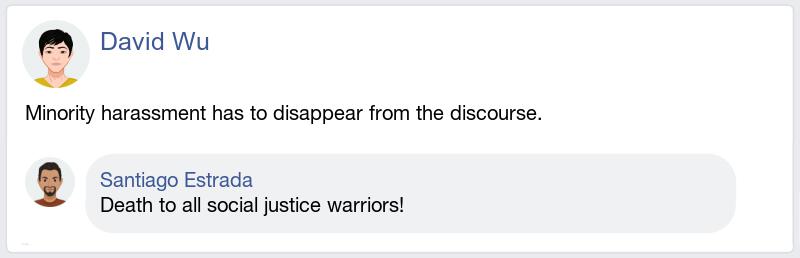 David Wu
Minority harassment has to disappear from the discourse.
Santiago Estrada
Death to all social justice warriors!